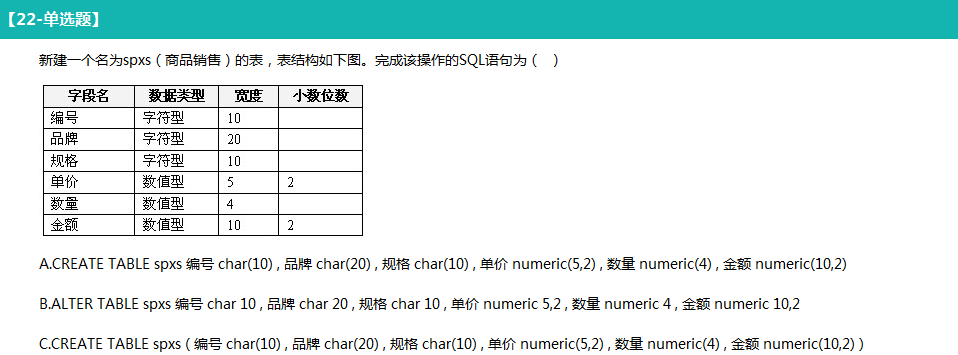 【22-单选题】
新建一个名为spxs（商品销售）的表，表结构如下图。完成该操作的SQL语句为（　）
字段名 数据类型 宽度 小数位数
编号 字符型 10
品牌 字符型 20
规格 字符型 10
单价 数值型 5 2
数量 数值型 4
金额 数值型 10 2
A.CREATE TABLE spxs 编号 char(10) , 品牌 char(20) , 规格 char(10) , 单价 numeric(5,2) , 数量 numeric(4) , 金额 numeric(10,2)
B.ALTER TABLE spxs 编号 char 10 , 品牌 char 20 , 规格 char 10 , 单价 numeric 5,2 , 数量 numeric 4 , 金额 numeric 10,2
C.CREATE TABLE spxs ( 编号 char(10) , 品牌 char(20) , 规格 char(10) , 单价 numeric(5,2) , 数量 numeric(4) , 金额 numeric(10,2) )